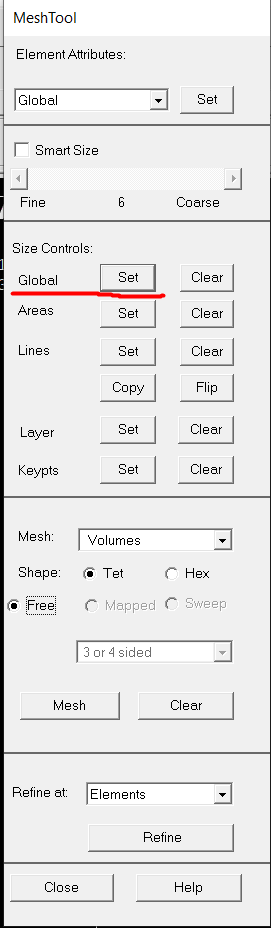 MeshTool
Element Attributes:
Global Set
Smart Size
Fine 6 Coarse
Size Controls:
Global Set Clear
Areas Set Clear
Lines Set Clear
Copy Flip
Layer Set Clear
Keypts Set Clear
Mesh: Volumes
Shape: Tet Hex
Free Mapped Sweep
3 or 4 sided
Mesh Clear
Refine at: Elements
Refine
Close Help